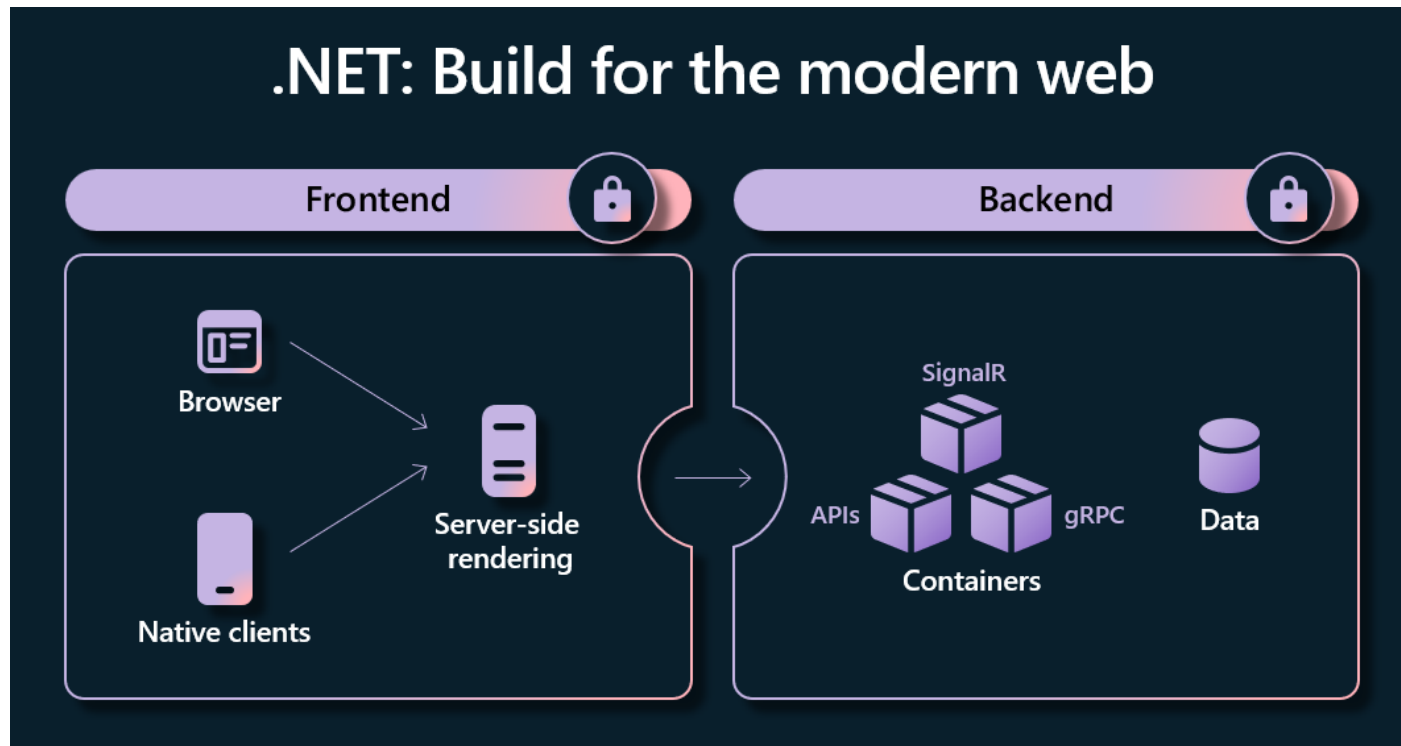 .NET: Build for the modern web
Frontend
Backend
Browser
Native clients
Server-side
rendering
SignalR
APIs
gRPC
Containers
Data